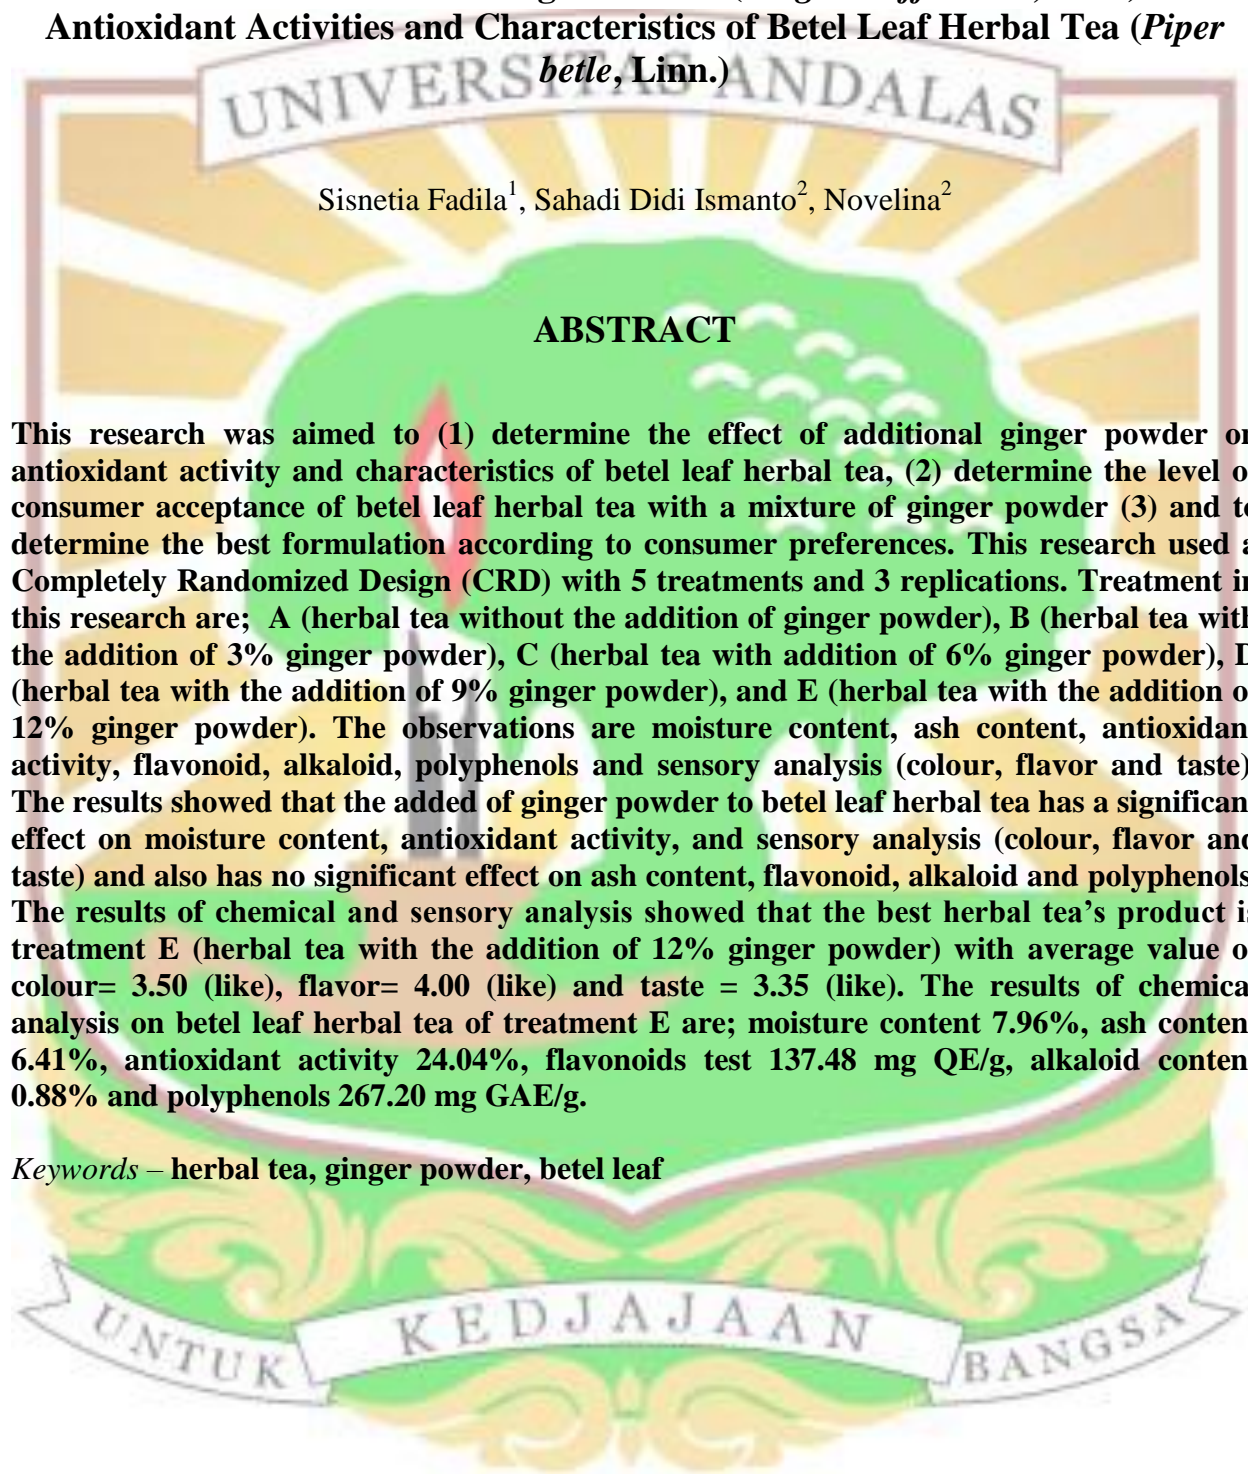 Antioxidant Activities and Characteristics of Betel Leaf Herbal Tea (Piper
betle, Linn.)
UNIVERSITAS ANDALAS
Sisnetia Fadila1, Sahadi Didi Ismanto2, Novelina2
ABSTRACT
This research was aimed to (1) determine the effect of additional ginger powder on
antioxidant activity and characteristics of betel leaf herbal tea, (2) determine the level of
consumer acceptance of betel leaf herbal tea with a mixture of ginger powder (3) and to
determine the best formulation according to consumer preferences. This research used a
Completely Randomized Design (CRD) with 5 treatments and 3 replications. Treatment in
this research are; A (herbal tea without the addition of ginger powder), B (herbal tea with
the addition of 3% ginger powder), C (herbal tea with addition of 6% ginger powder), D
(herbal tea with the addition of 9% ginger powder), and E (herbal tea with the addition of
12% ginger powder). The observations are moisture content, ash content, antioxidant
activity, flavonoid, alkaloid, polyphenols and sensory analysis (colour, flavor and taste)
The results showed that the added of ginger powder to betel leaf herbal tea has a significant
effect on moisture content, antioxidant activity, and sensory analysis (colour, flavor and
taste) and also has no significant effect on ash content, flavonoid, alkaloid and polyphenols
The results of chemical and sensory analysis showed that the best herbal tea’s product is
treatment E (herbal tea with the addition of 12% ginger powder) with average value of
colour= 3.50 (like), flavor= 4.00 (like) and taste = 3.35 (like). The results of chemical
analysis on betel leaf herbal tea of treatment E are; moisture content 7.96%, ash content
6.41%, antioxidant activity 24.04%, flavonoids test 137.48 mg QE/g, alkaloid content
0.88% and polyphenols 267.20 mg GAE/g.
Keywords – herbal tea, ginger powder, betel leaf
UNTUK KEDJAJAAN BANGSA